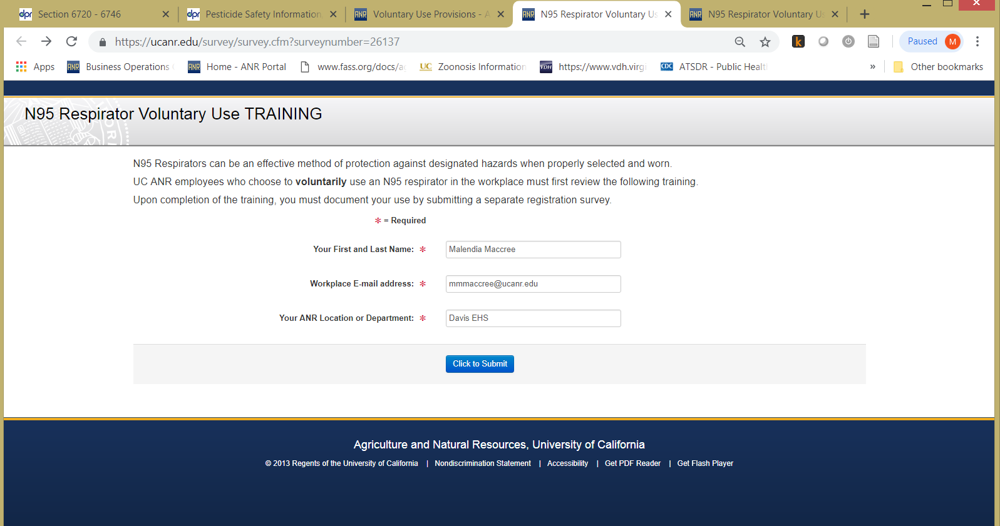 Section 6720 - 6746
Pesticide Safety Information
Voluntary Use Provisions - A
N95 Respirator Voluntary Us
N95 Respirator Voluntary Us
https://ucanr.edu/survey/survey.cfm?surveynumber=26137
Paused
M
Apps
Business Operations
Home - ANR Portal
www.fass.org/docs/a
UC
Zoonosis Information
VDH
https://www.vdh.virgi
CDC
ATSDR - Public Healt
»
Other bookmarks
N95 Respirator Voluntary Use TRAINING
N95 Respirators can be an effective method of protection against designated hazards when properly selected and worn.
UC ANR employees who choose to voluntarily use an N95 respirator in the workplace must first review the following training.
Upon completion of the training, you must document your use by submitting a separate registration survey.
* = Required
Your First and Last Name: * Malendia Maccree
Workplace E-mail address: * mmmaccree@ucanr.edu
Your ANR Location or Department: * Davis EHS
Click to Submit
Agriculture and Natural Resources, University of California
© 2013 Regents of the University of California | Nondiscrimination Statement | Accessibility | Get PDF Reader | Get Flash Player